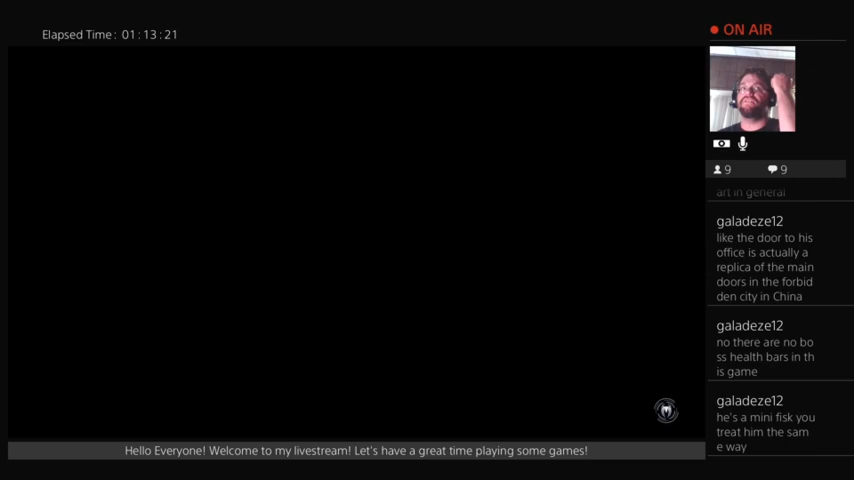 Elapsed Time: 01:13:21
ON AIR
9
9
art in general
galadeze12
like the door to his
office is actually a
replica of the main
doors in the forbid
den city in China
galadeze12
no there are no bo
ss health bars in th
is game
galadeze12
he's a mini fisk you
treat him the sam
e way
Hello Everyone! Welcome to my livestream! Let's have a great time playing some games!